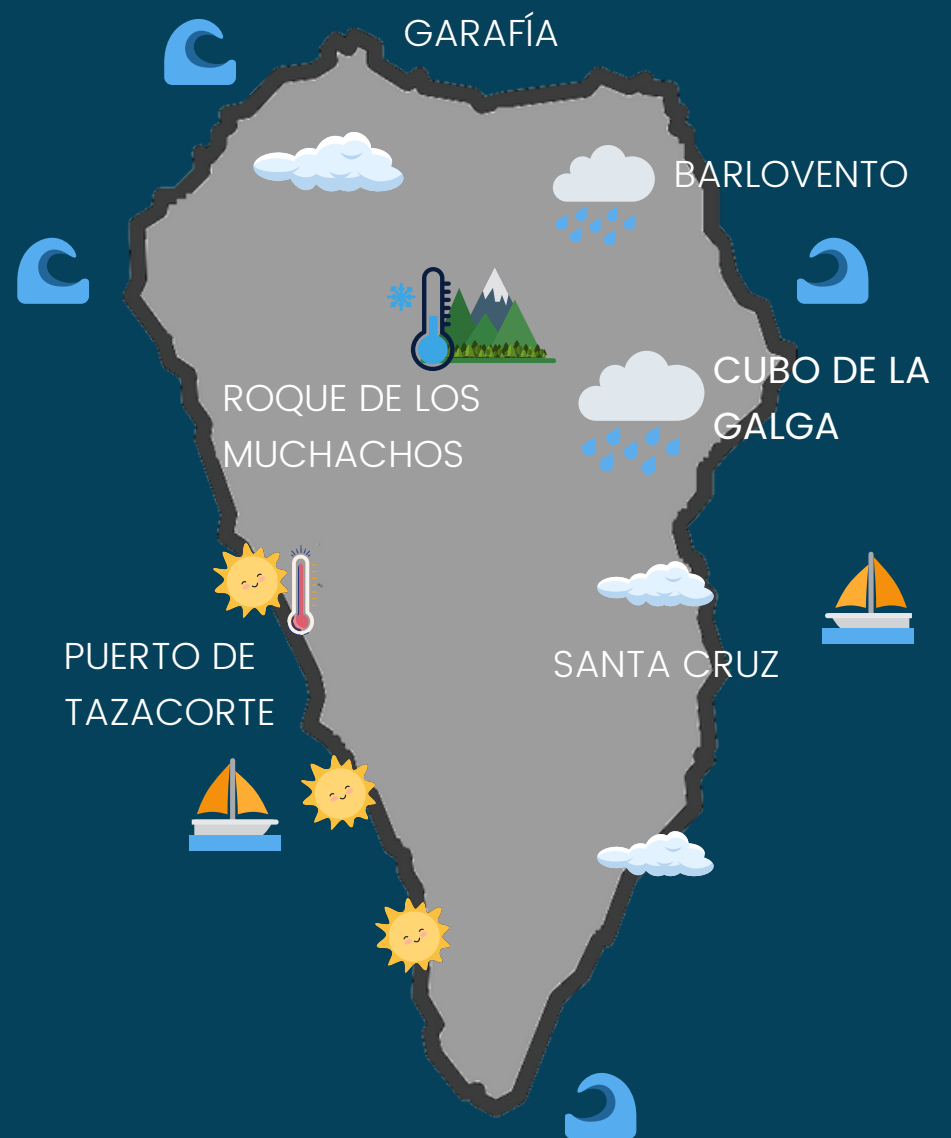 GARAFÍA
BARLOVENTO
CUBO DE LA
GALGA
ROQUE DE LOS
MUCHACHOS
PUERTO DE
TAZACORTE
SANTA CRUZ